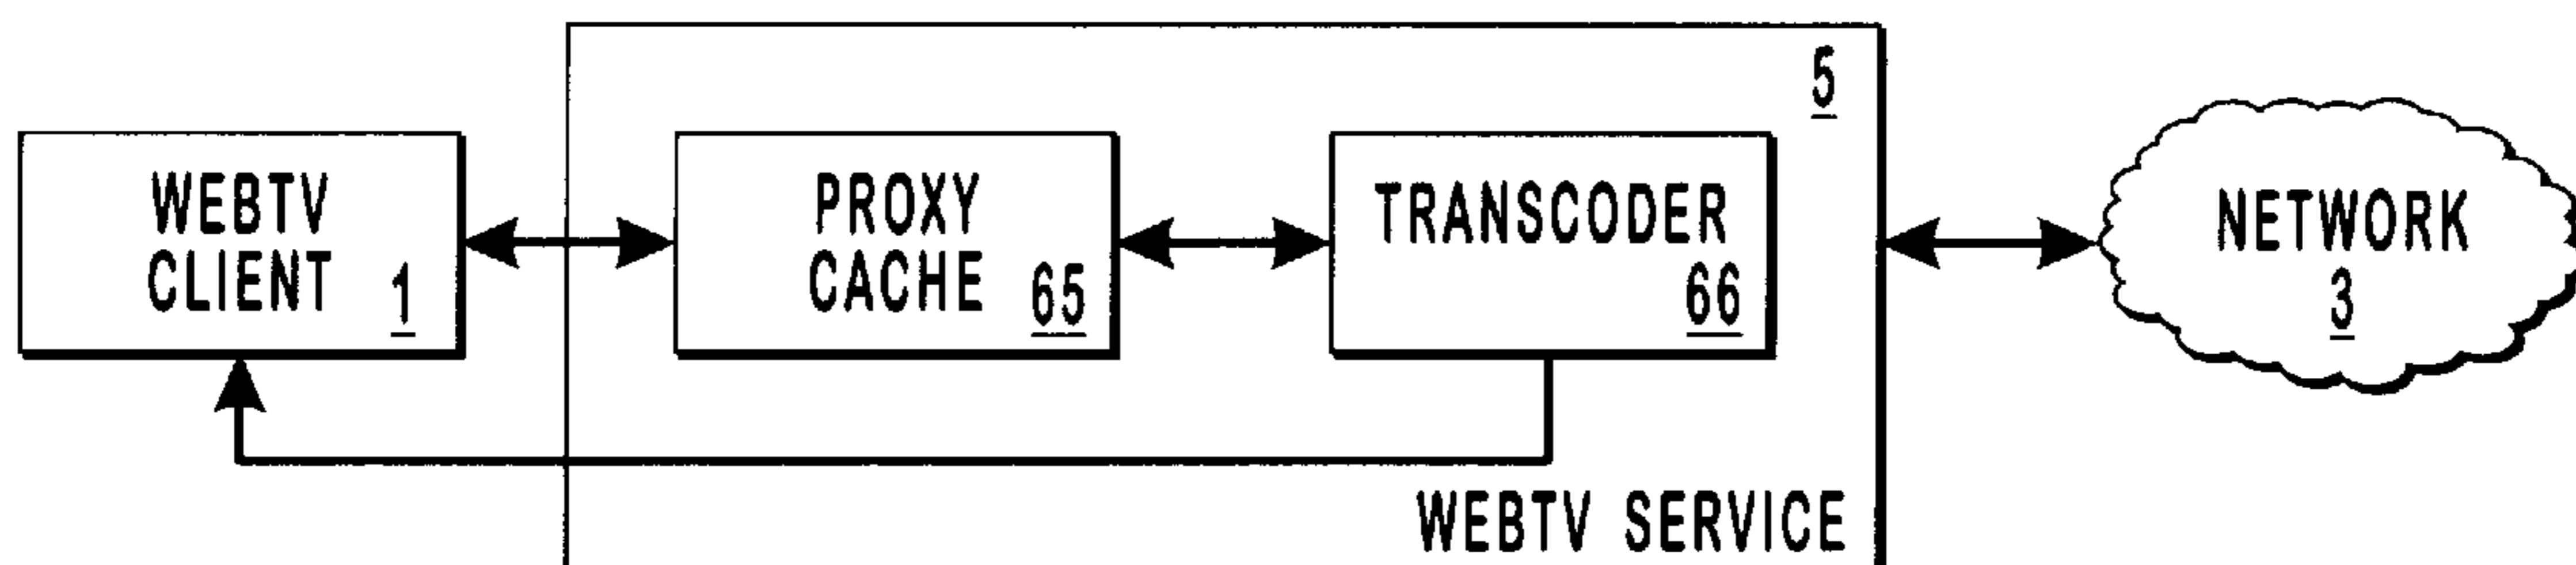 5
WEBTV
CLIENT 1
PROXY
CACHE 65
TRANSCODER
66
NETWORK
3
WEBTV SERVICE